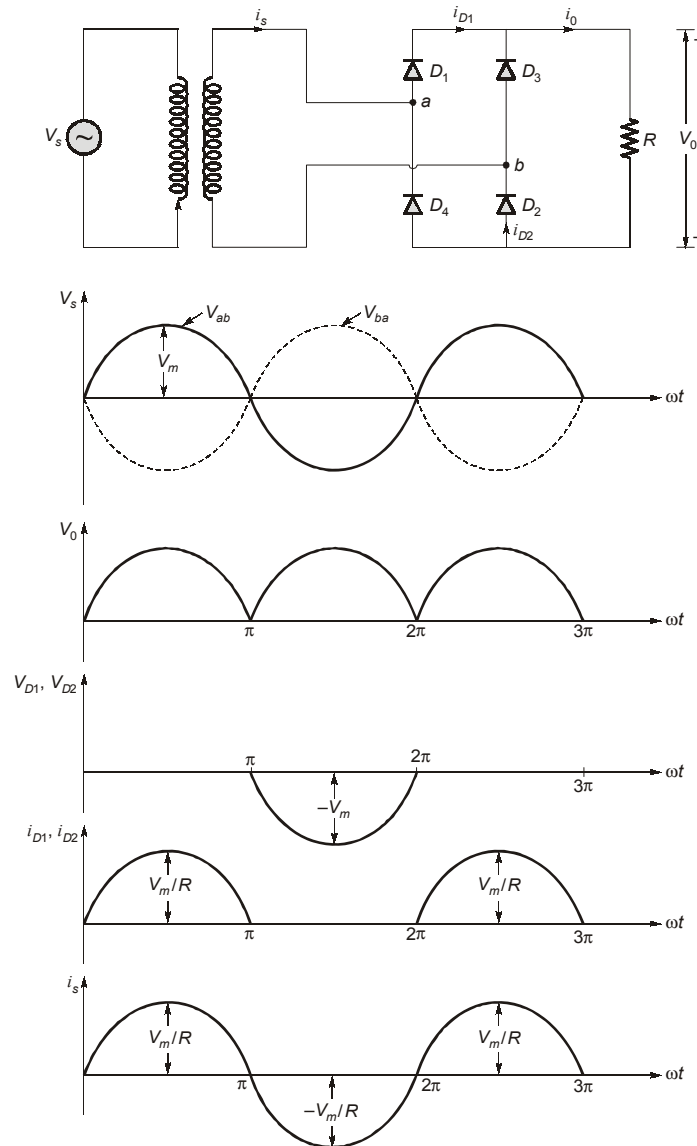 i_s i_D1 i_0
D_1 D_3
a
V_s ~ R V_0
b
D_4 D_2
i_D2
V_s
V_ab V_ba
V_m
ωt
V_0
π 2π 3π ωt
V_D1, V_D2
π 2π 3π ωt
–V_m
i_D1, i_D2
V_m/R V_m/R
π 2π 3π ωt
i_s
V_m/R V_m/R
π 2π 3π ωt
–V_m/R